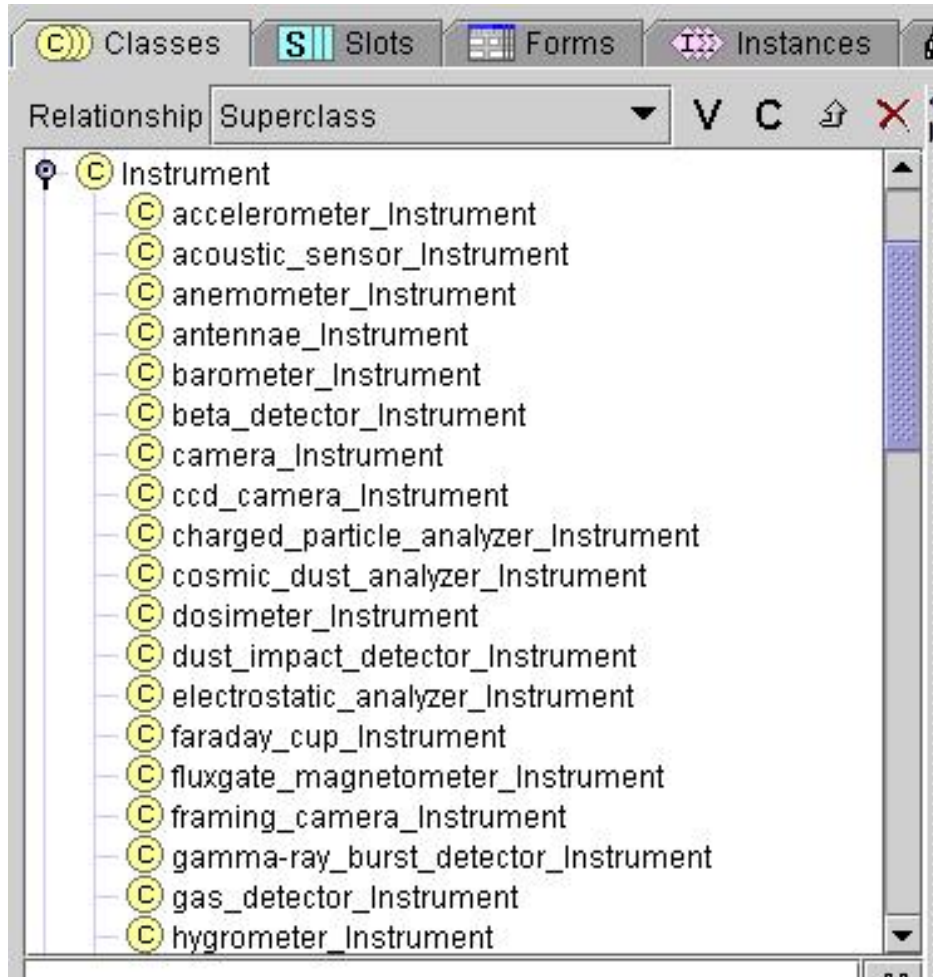 C Classes S Slots Forms I Instances
Relationship Superclass V C
C Instrument
C accelerometer_Instrument
C acoustic_sensor_Instrument
C anemometer_Instrument
C antennae_Instrument
C barometer_Instrument
C beta_detector_Instrument
C camera_Instrument
C ccd_camera_Instrument
C charged_particle_analyzer_Instrument
C cosmic_dust_analyzer_Instrument
C dosimeter_Instrument
C dust_impact_detector_Instrument
C electrostatic_analyzer_Instrument
C faraday_cup_Instrument
C fluxgate_magnetometer_Instrument
C framing_camera_Instrument
C gamma-ray_burst_detector_Instrument
C gas_detector_Instrument
C hygrometer_Instrument